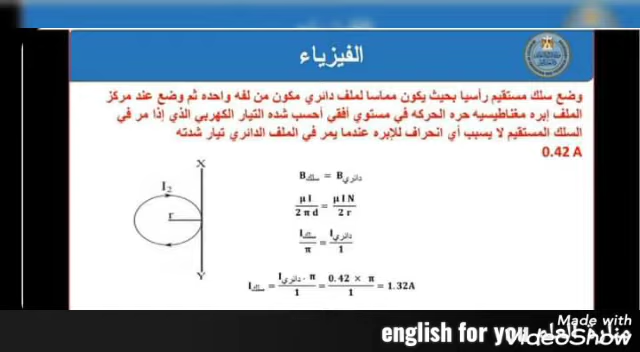 الفيزياء
وضع سلك مستقيم رأسيا بحيث يكون مماسا لملف دائري مكون من لفه واحده ثم وضع عند مركز
الملف إبره مغناطيسيه حره الحركه في مستوي أفقي أحسب شده التيار الكهربي الذي إذا مر في
السلك المستقيم لا يسبب أي انحراف للإبره عندما يمر في الملف الدائري تيار شدته
0.42 A
X
I2
r
Y
B سلك = B دائري
μ I / 2 π d = μ I N / 2 r
I سلك / π = I دائري / 1
I سلك = I دائري . π / 1 = 0.42 × π / 1 = 1.32A
Made with
english for you منارة العلم
VideoShow